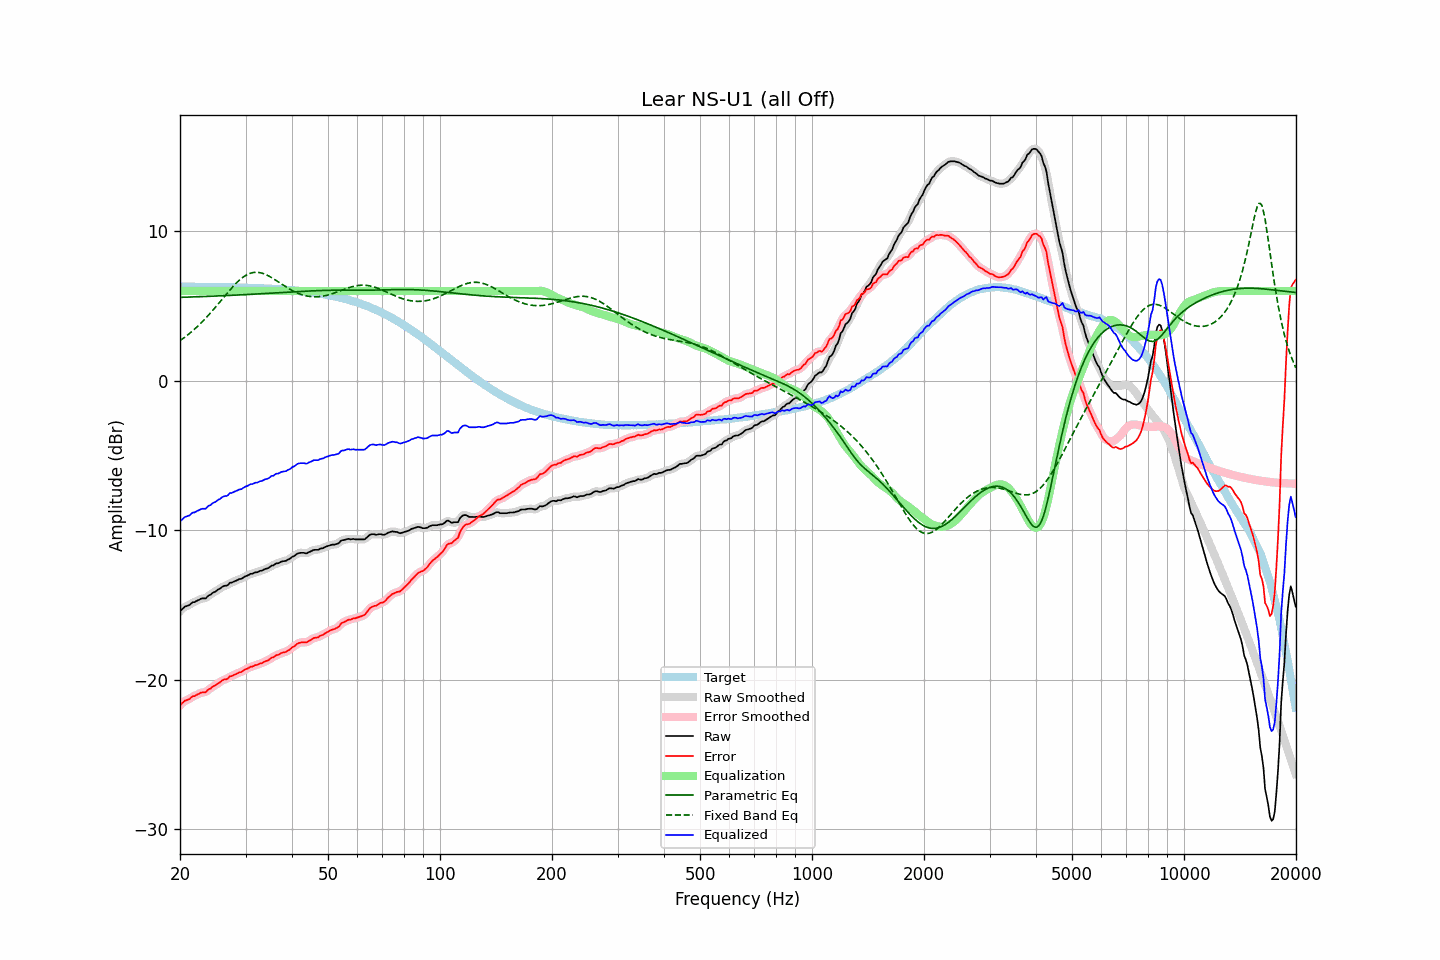 Lear NS-U1 (all Off)
Amplitude (dBr)
10
0
−10
−20
−30
Target
Raw Smoothed
Error Smoothed
Raw
Error
Equalization
Parametric Eq
Fixed Band Eq
Equalized
20 50 100 200 500 1000 2000 5000 10000 20000
Frequency (Hz)